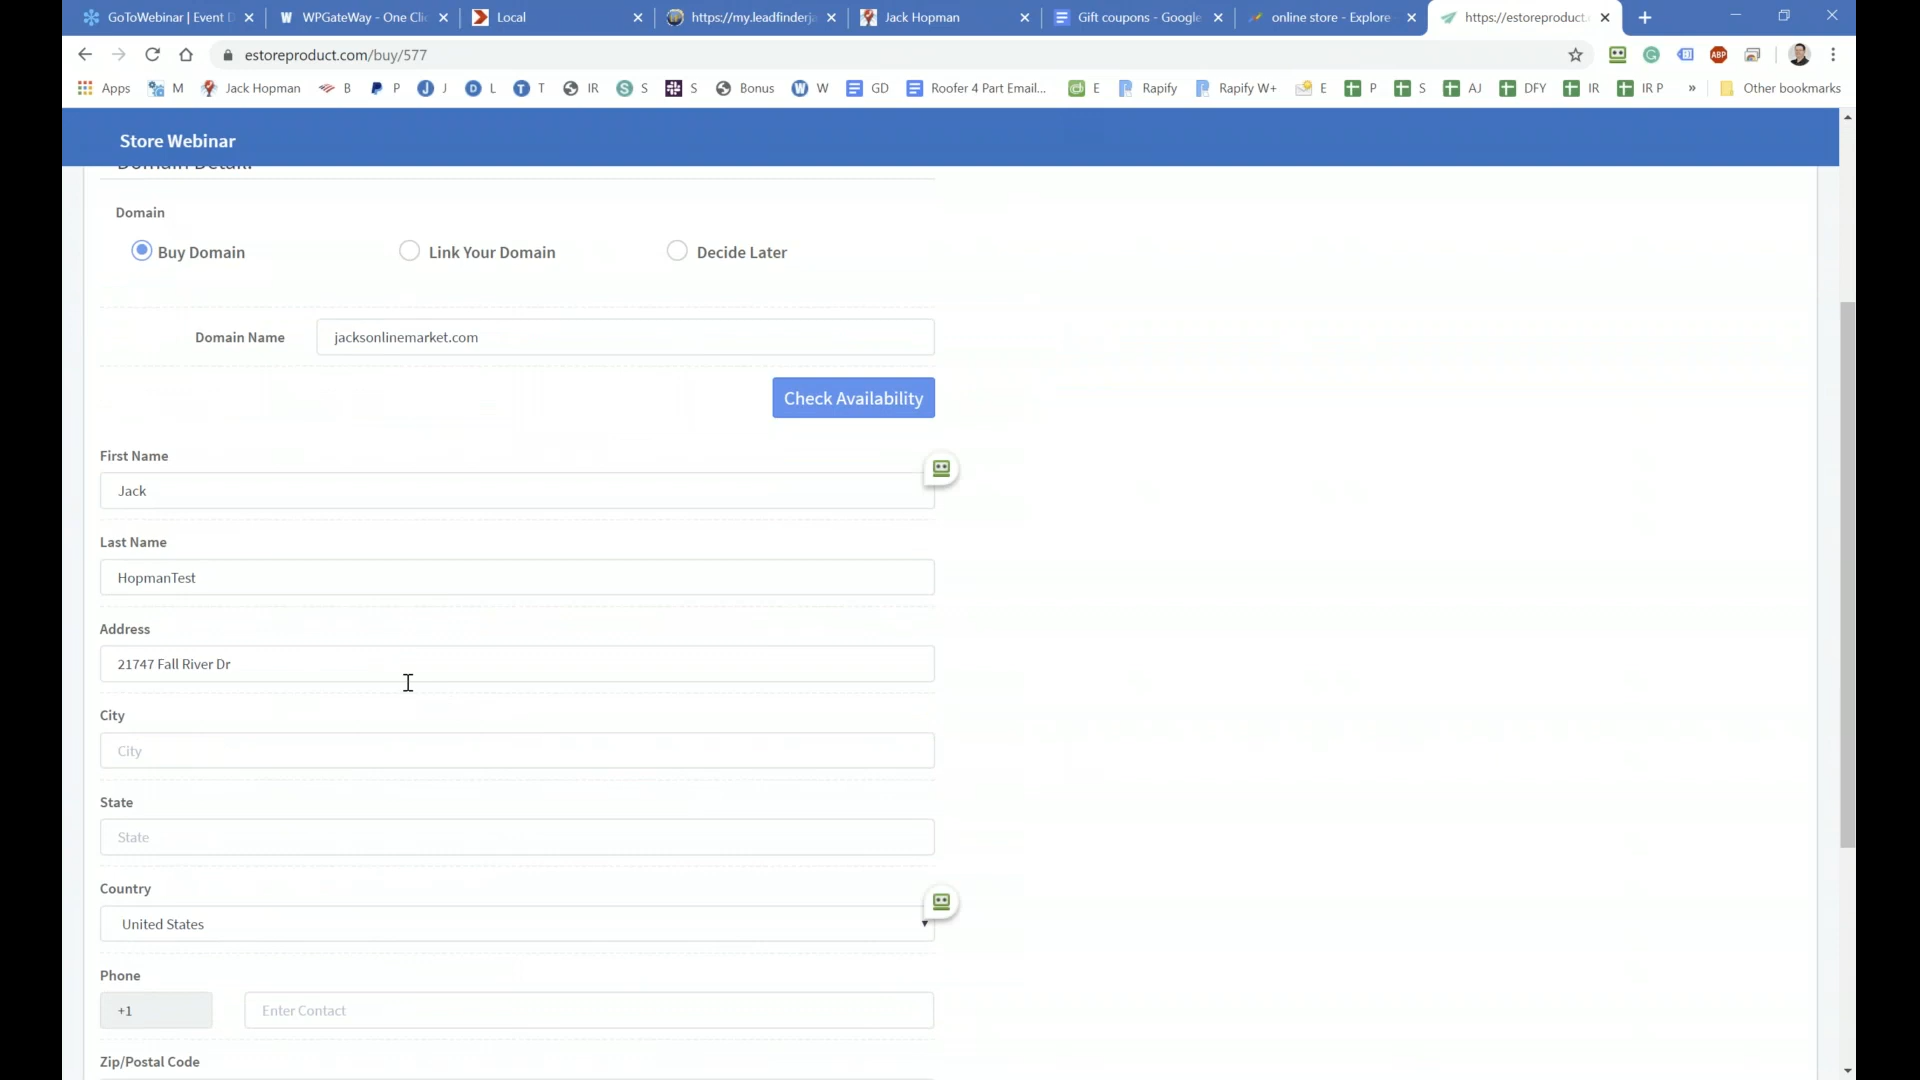 GoToWebinar | Event D
WPGateWay - One Clic
Local
https://my.leadfinderja
Jack Hopman
Gift coupons - Google
online store - Explore
https://estoreproduct.
estoreproduct.com/buy/577
ABP
Apps
M
Jack Hopman
B
P
J
L
T
IR
S
S
Bonus
W
GD
Roofer 4 Part Email...
E
Rapify
Rapify W+
E
P
S
AJ
DFY
IR
IR P
»
Other bookmarks
Store Webinar
Domain
Buy Domain
Link Your Domain
Decide Later
Domain Name
jacksonlinemarket.com
Check Availability
First Name
Jack
Last Name
HopmanTest
Address
21747 Fall River Dr
City
City
State
State
Country
United States
Phone
+1
Enter Contact
Zip/Postal Code